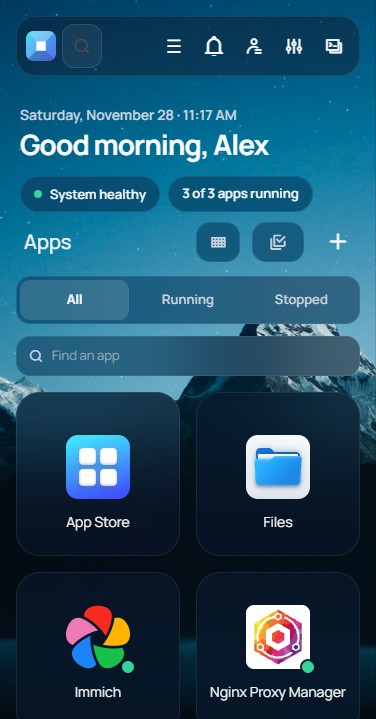 Saturday, November 28 · 11:17 AM
Good morning, Alex
System healthy
3 of 3 apps running
Apps
All
Running
Stopped
Find an app
App Store
Files
Immich
Nginx Proxy Manager